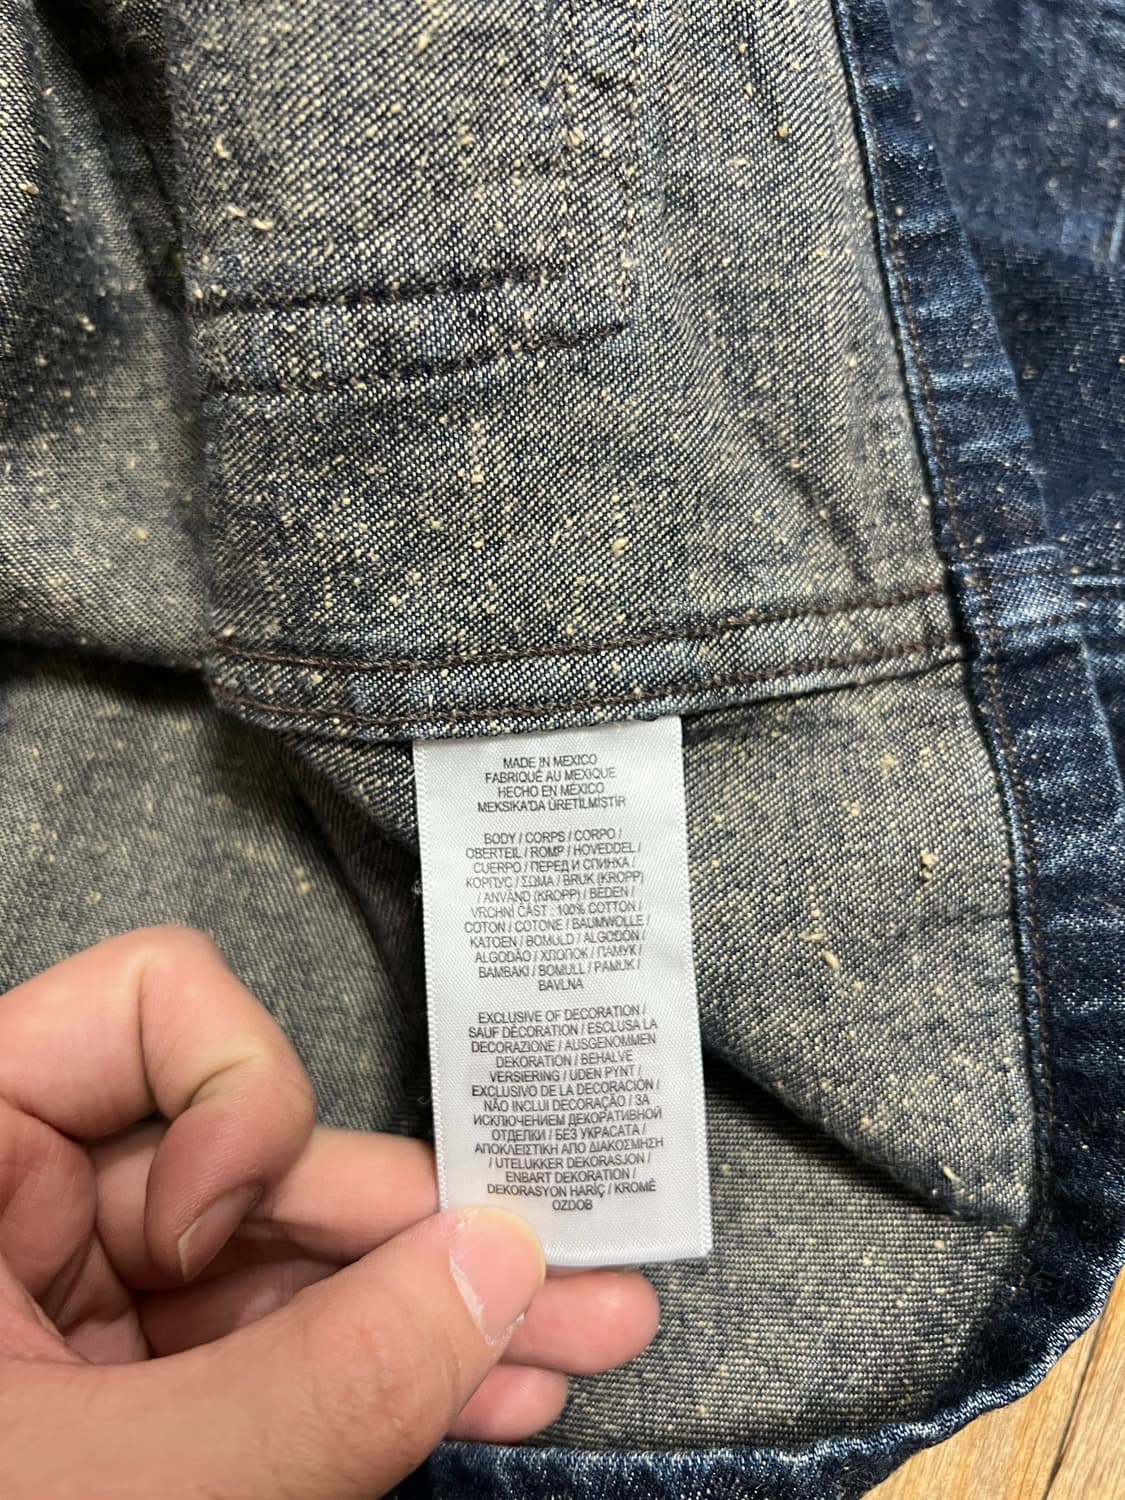 MADE IN MEXICO
FABRIQUÉ AU MEXIQUE
HECHO EN MÉXICO
MEKSIKA'DA ÜRETİLMİŞTİR
BODY / CORPS / CORPO /
OBERTEIL / ROMP / HOVEDDEL /
CUERPO / ПЕРЕД И СПИНКА /
КОРПУС / ΣΩΜΑ / BRUK (KROPP)
/ ANVÄND (KROPP) / BEDEN /
VRCHNÍ ČÁST : 100% COTTON /
COTON / COTONE / BAUMWOLLE /
KATOEN / BOMULD / ALGODÓN /
ALGODÃO / ХЛОПОК / ПАМУК /
BAMBAKI / BOMULL / PAMUK /
BAVLNA
EXCLUSIVE OF DECORATION /
SAUF DÉCORATION / ESCLUSA LA
DECORAZIONE / AUSGENOMMEN
DEKORATION / BEHALVE
VERSIERING / UDEN PYNT /
EXCLUSIVO DE LA DECORACIÓN /
NÃO INCLUI DECORAÇÃO / ЗА
ИСКЛЮЧЕНИЕМ ДЕКОРАТИВНОЙ
ОТДЕЛКИ / БЕЗ УКРАСАТА /
ΑΠΟΚΛΕΙΣΤΙΚΗ ΑΠΟ ΔΙΑΚΟΣΜΗΣΗ
/ UTELUKKER DEKORASJON /
ENBART DEKORATION /
DEKORASYON HARİÇ / KROMĚ
OZDOB